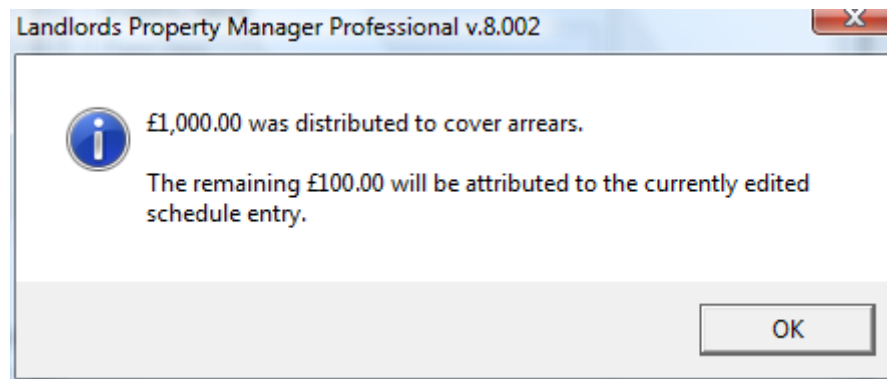 Landlords Property Manager Professional v.8.002
£1,000.00 was distributed to cover arrears.
The remaining £100.00 will be attributed to the currently edited
schedule entry.
OK